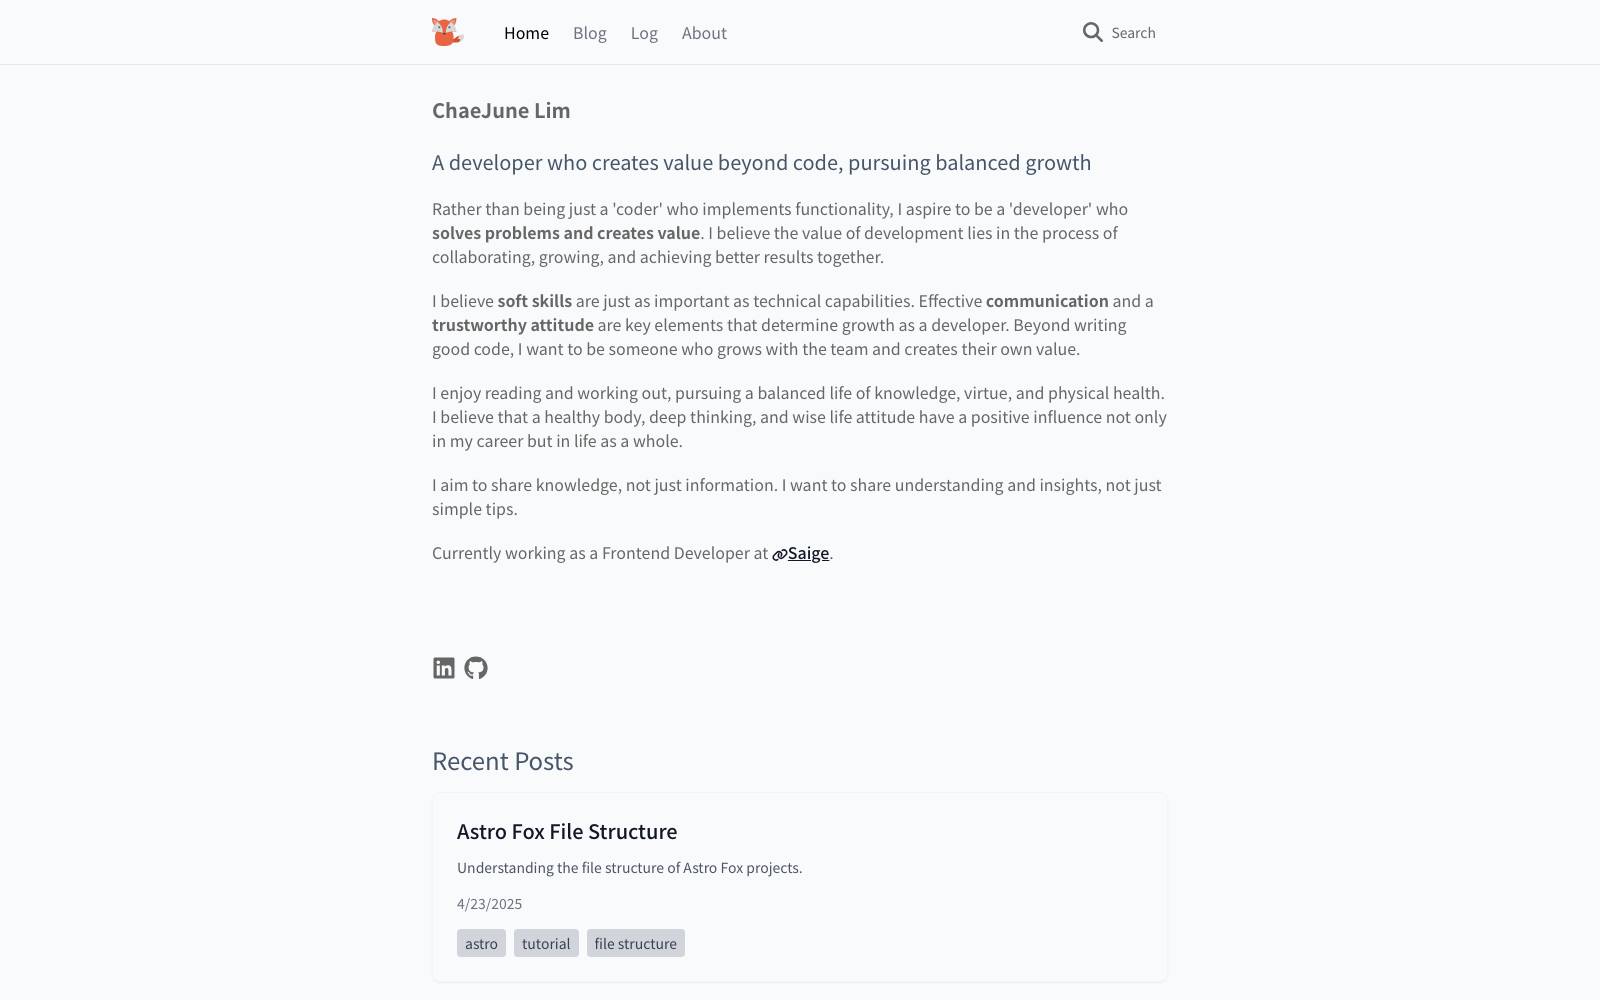 Home Blog Log About Search
ChaeJune Lim
A developer who creates value beyond code, pursuing balanced growth
Rather than being just a 'coder' who implements functionality, I aspire to be a 'developer' who
solves problems and creates value. I believe the value of development lies in the process of
collaborating, growing, and achieving better results together.
I believe soft skills are just as important as technical capabilities. Effective communication and a
trustworthy attitude are key elements that determine growth as a developer. Beyond writing
good code, I want to be someone who grows with the team and creates their own value.
I enjoy reading and working out, pursuing a balanced life of knowledge, virtue, and physical health.
I believe that a healthy body, deep thinking, and wise life attitude have a positive influence not only
in my career but in life as a whole.
I aim to share knowledge, not just information. I want to share understanding and insights, not just
simple tips.
Currently working as a Frontend Developer at Saige.
in
Recent Posts
Astro Fox File Structure
Understanding the file structure of Astro Fox projects.
4/23/2025
astro tutorial file structure